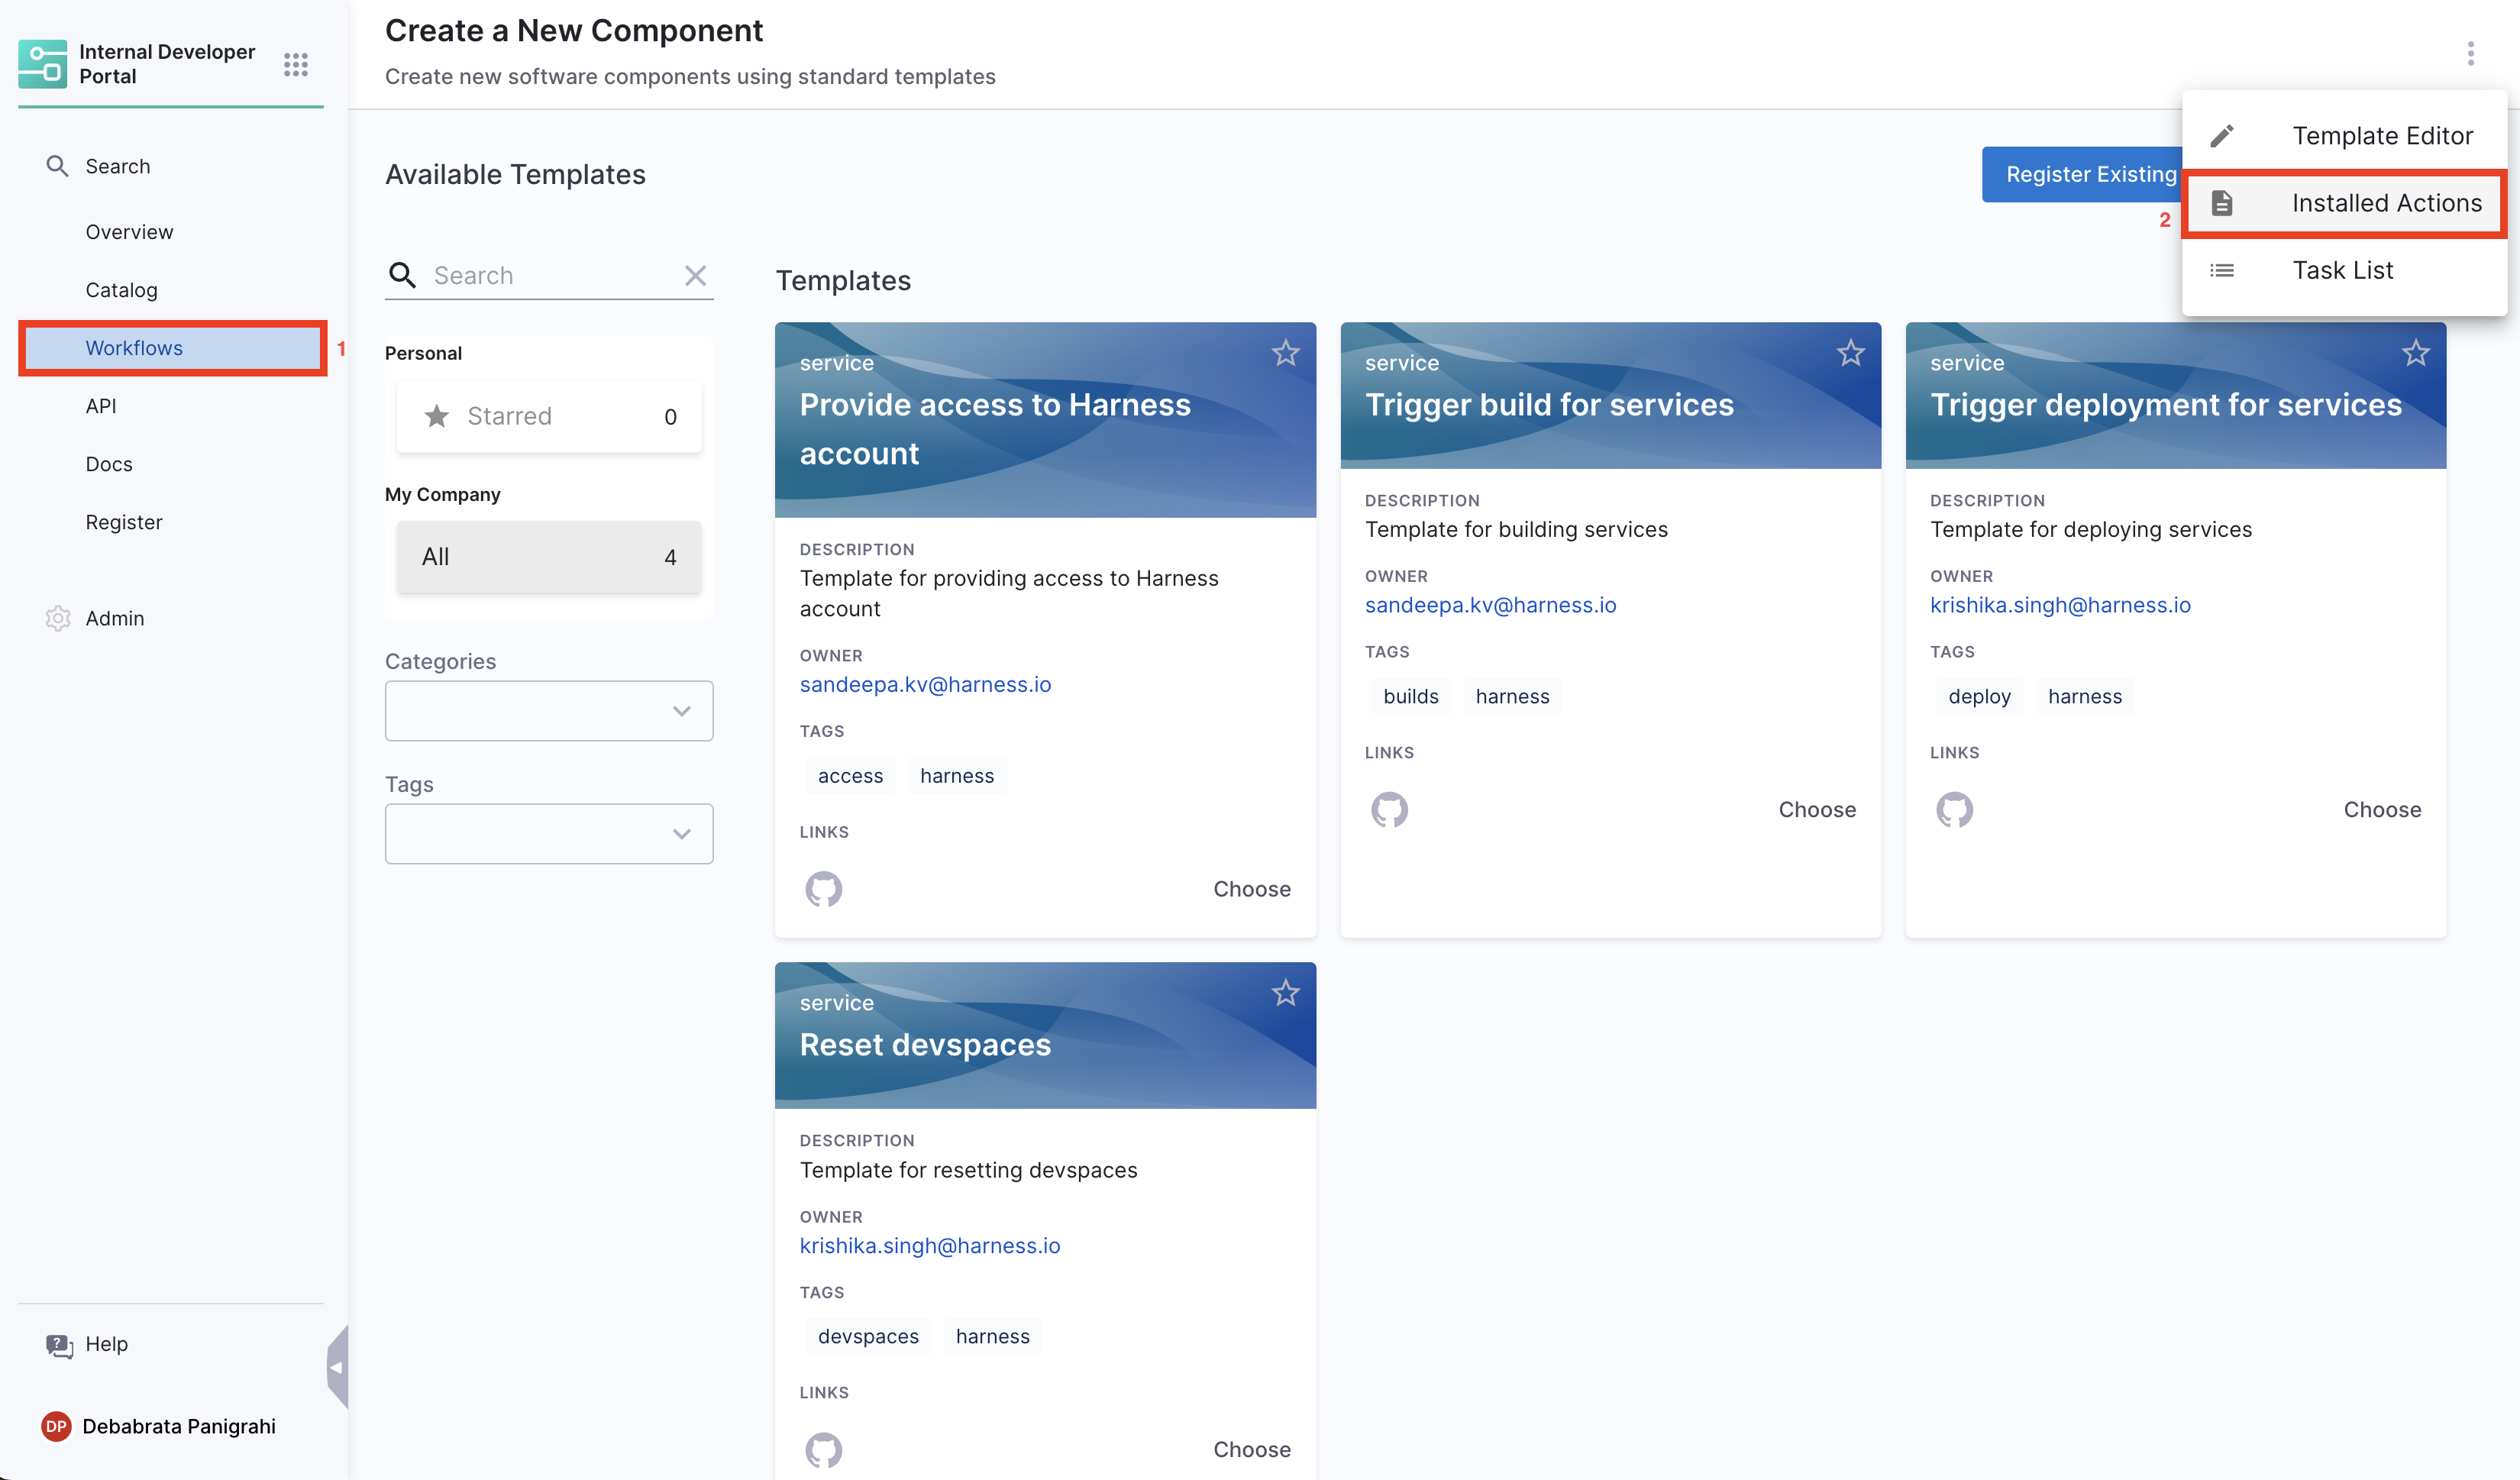 Internal Developer
Portal
Search
Overview
Catalog
Workflows
1
API
Docs
Register
Admin
Help
DP
Debabrata Panigrahi
Create a New Component
Create new software components using standard templates
Template Editor
2
Installed Actions
Task List
Available Templates
Register Existing
Search
Personal
Starred
0
My Company
All
4
Categories
Tags
Templates
service
Provide access to Harness
account
DESCRIPTION
Template for providing access to Harness
account
OWNER
sandeepa.kv@harness.io
TAGS
access
harness
LINKS
Choose
service
Trigger build for services
DESCRIPTION
Template for building services
OWNER
sandeepa.kv@harness.io
TAGS
builds
harness
LINKS
Choose
service
Trigger deployment for services
DESCRIPTION
Template for deploying services
OWNER
krishika.singh@harness.io
TAGS
deploy
harness
LINKS
Choose
service
Reset devspaces
DESCRIPTION
Template for resetting devspaces
OWNER
krishika.singh@harness.io
TAGS
devspaces
harness
LINKS
Choose